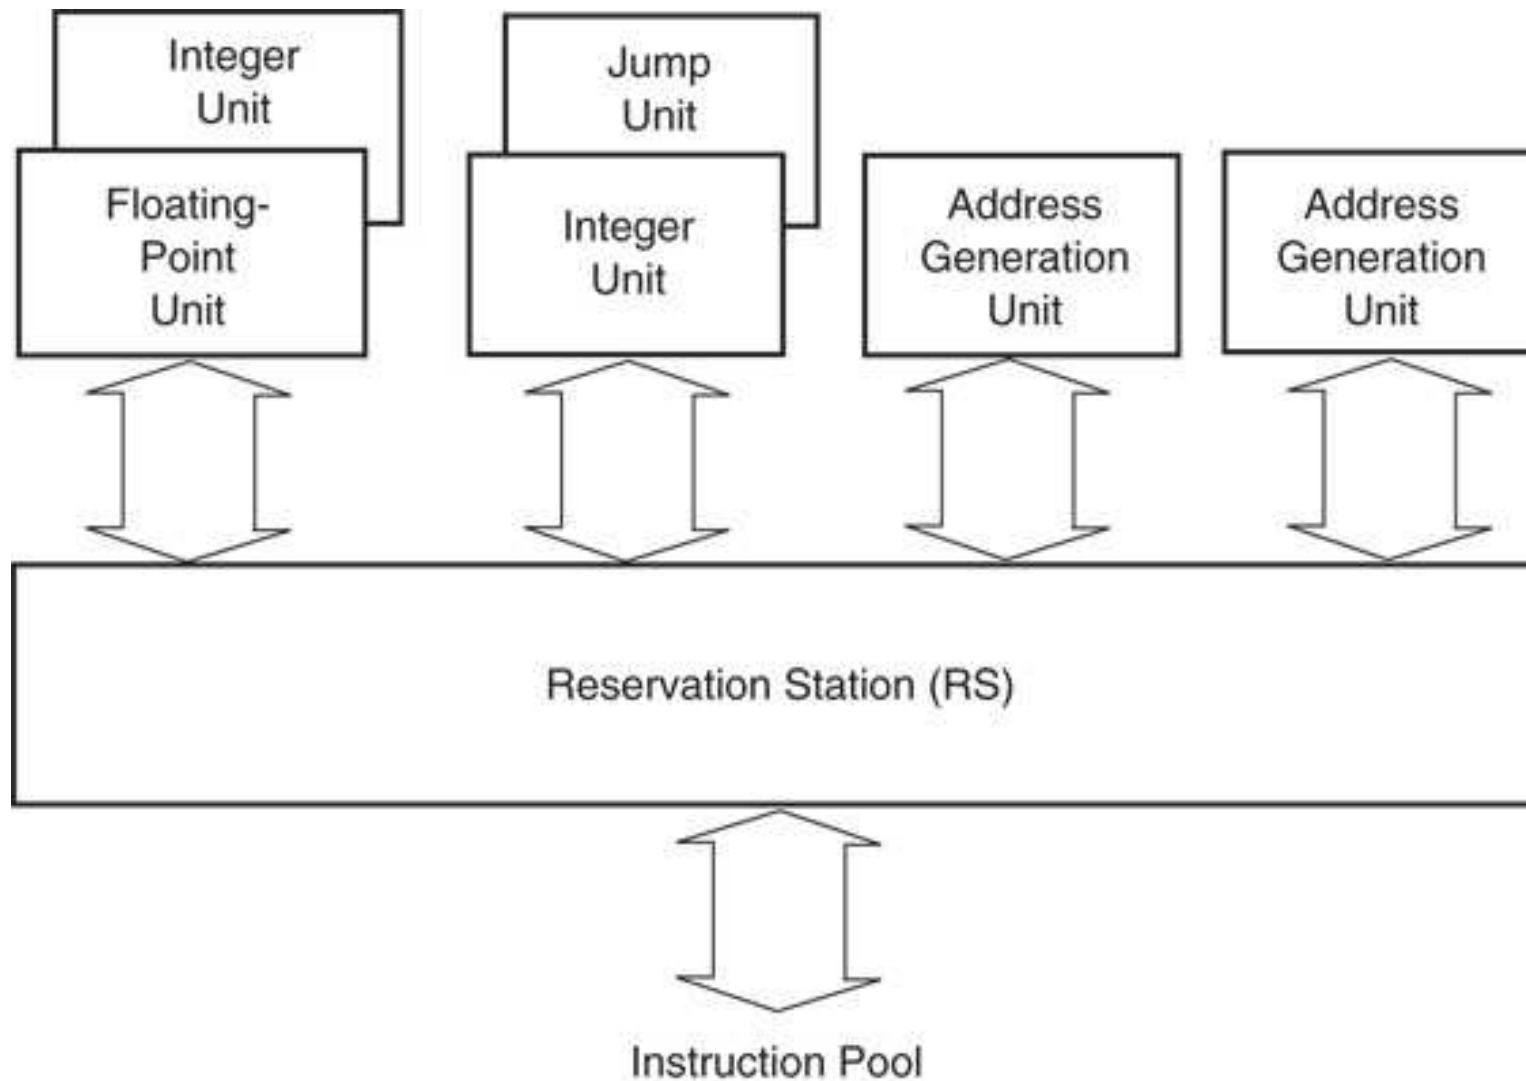 Integer
Unit
Floating-
Point
Unit
Jump
Unit
Integer
Unit
Address
Generation
Unit
Address
Generation
Unit
Reservation Station (RS)
Instruction Pool